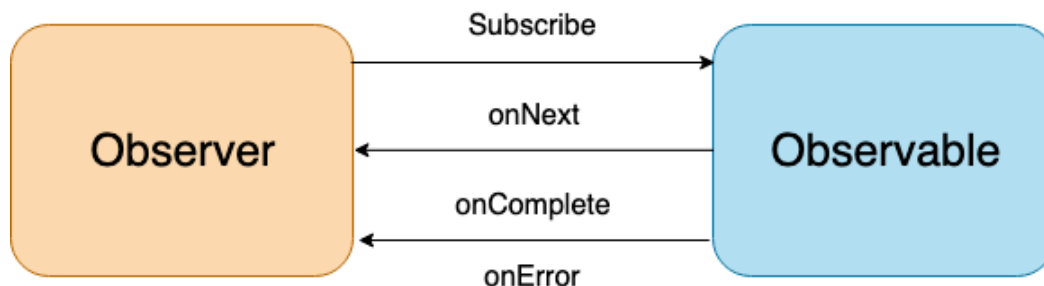 Subscribe
onNext
Observer
Observable
onComplete
onError